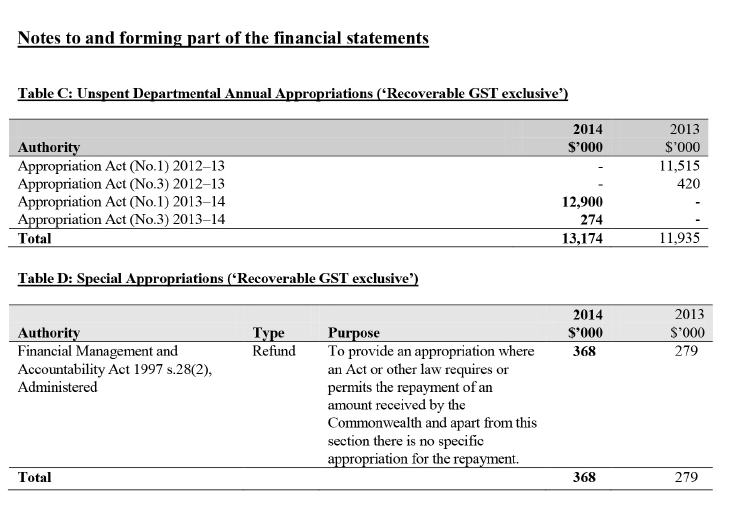 Notes to and forming part of the financial statements
Table C: Unspent Departmental Annual Appropriations (‘Recoverable GST exclusive’)
2014 2013
Authority $’000 $’000
Appropriation Act (No.1) 2012–13 - 11,515
Appropriation Act (No.3) 2012–13 - 420
Appropriation Act (No.1) 2013–14 12,900 -
Appropriation Act (No.3) 2013–14 274 -
Total 13,174 11,935
Table D: Special Appropriations (‘Recoverable GST exclusive’)
2014 2013
Authority Type Purpose $’000 $’000
Financial Management and Refund To provide an appropriation where 368 279
Accountability Act 1997 s.28(2), an Act or other law requires or
Administered permits the repayment of an
amount received by the
Commonwealth and apart from this
section there is no specific
appropriation for the repayment.
Total 368 279